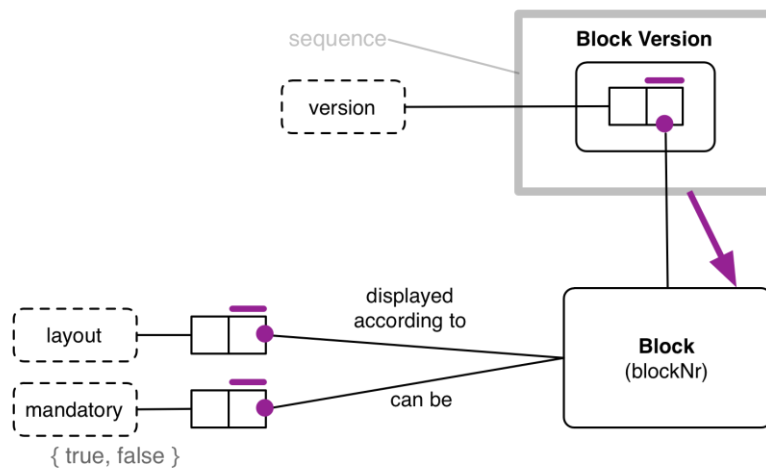 sequence
Block Version
version
displayed
according to
layout
Block
(blockNr)
mandatory
can be
{ true, false }